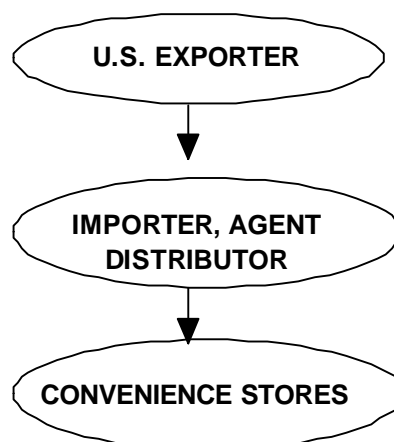 U.S. EXPORTER
IMPORTER, AGENT
DISTRIBUTOR
CONVENIENCE STORES